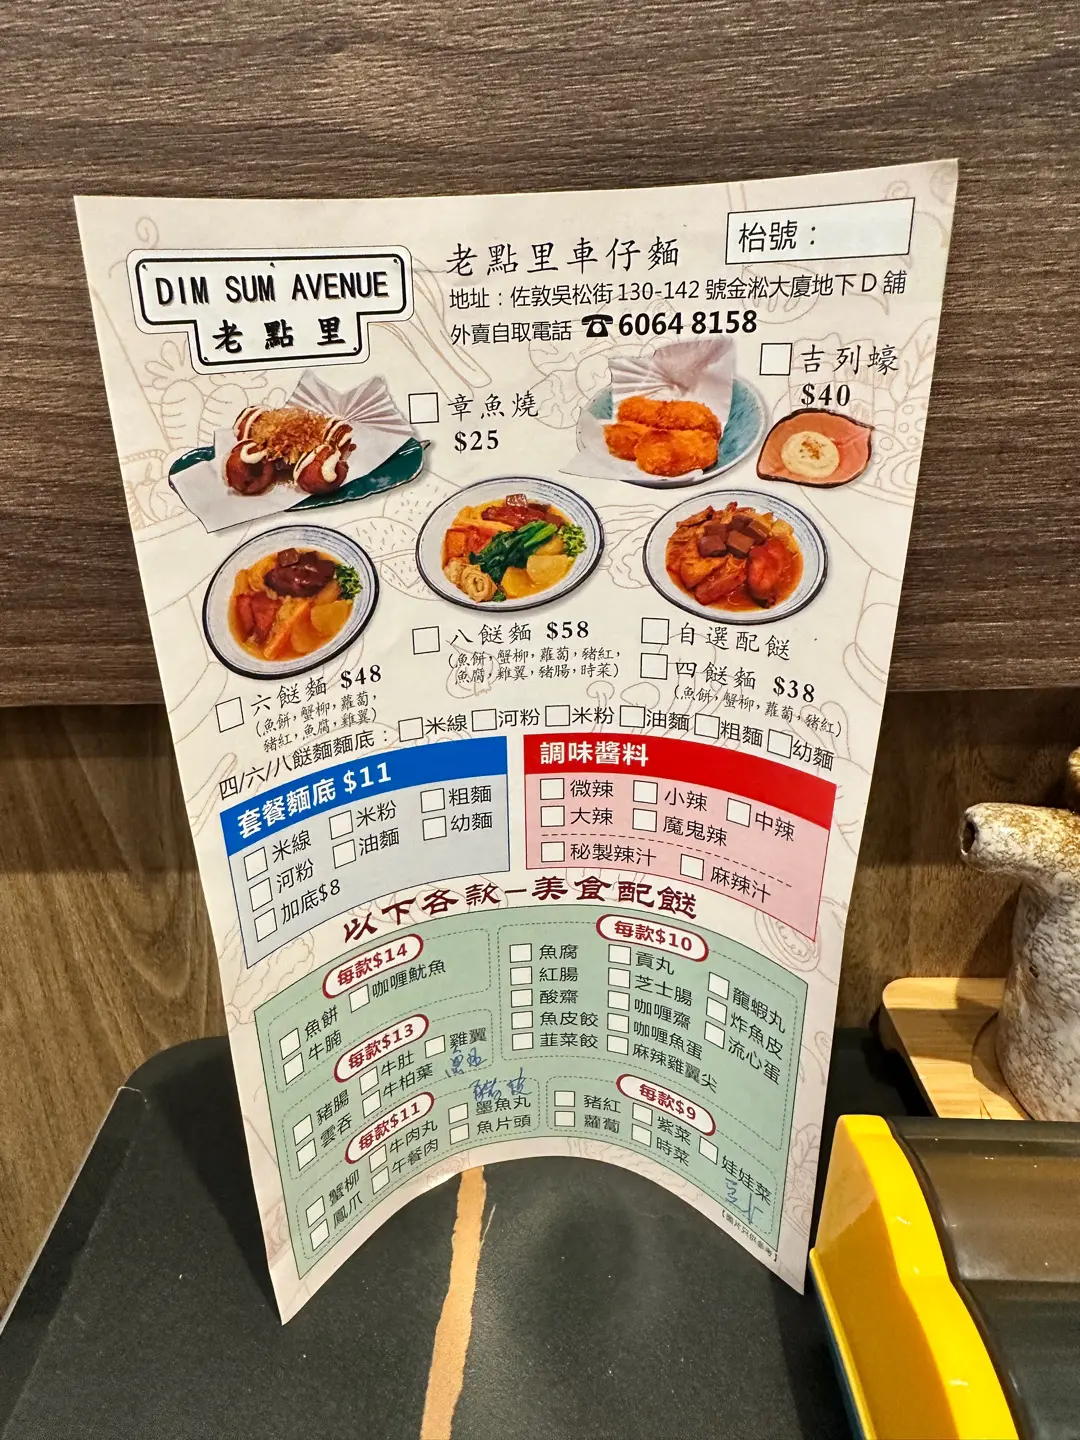 DIM SUM AVENUE
老點里
老點里車仔麵
枱號：
地址：佐敦吳松街130-142號金淞大廈地下D舖
外賣自取電話 ☎6064 8158
章魚燒
$25
吉列蠔
$40
六餸麵 $48
(魚餅，蟹柳，蘿蔔，
豬紅，魚腐，雞翼)
八餸麵 $58
(魚餅，蟹柳，蘿蔔，豬紅，
魚腐，雞翼，豬腸，時菜)
自選配餸
四餸麵 $38
(魚餅，蟹柳，蘿蔔，豬紅)
四/六/八餸麵麵底： 米線 河粉 米粉 油麵 粗麵 幼麵
套餐麵底 $11
米線 米粉 粗麵
河粉 油麵 幼麵
加底$8
調味醬料
微辣 小辣 中辣
大辣 魔鬼辣
秘製辣汁 麻辣汁
以下各款－美食配餸
每款$14
魚餅 咖喱魷魚
牛腩
每款$13
豬腸 牛肚 雞翼
雲吞 牛柏葉
每款$11
蟹柳 牛肉丸 墨魚丸
鳳爪 午餐肉 魚片頭
每款$10
魚腐 貢丸 龍蝦丸
紅腸 芝士腸 炸魚皮
酸齋 咖喱齋 流心蛋
魚皮餃 咖喱魚蛋
韮菜餃 麻辣雞翼尖
每款$9
豬紅 紫菜 娃娃菜
蘿蔔 時菜
【圖片只供參考】